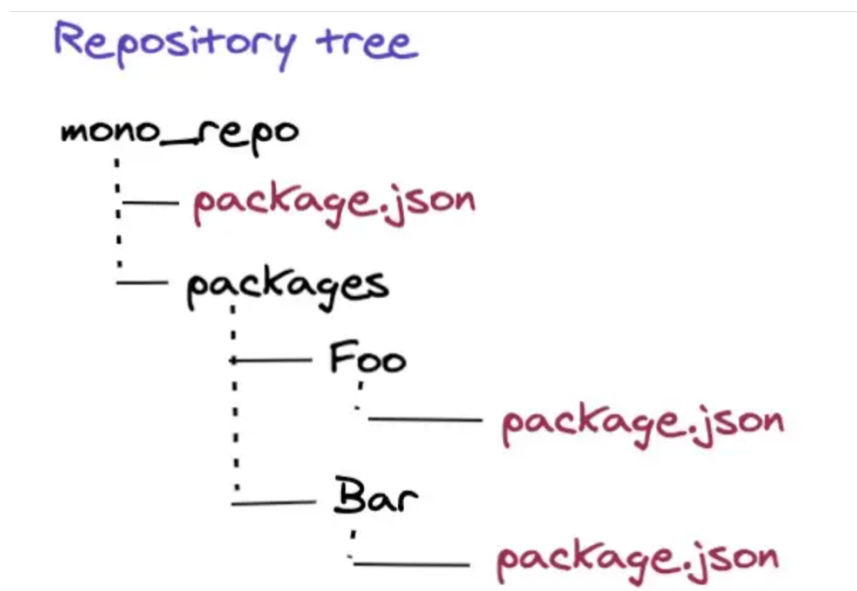 Repository tree
mono_repo
package.json
packages
Foo
package.json
Bar
package.json